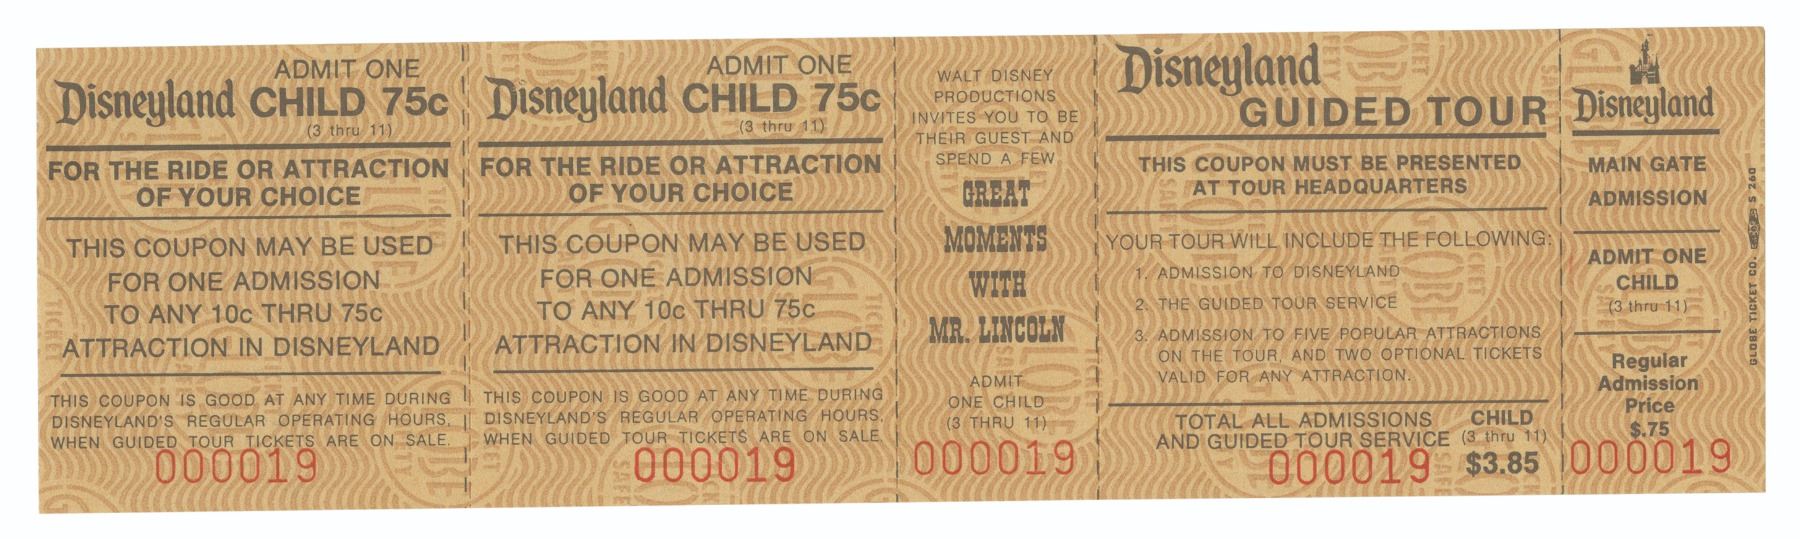 ADMIT ONE
Disneyland CHILD 75c
(3 thru 11)
FOR THE RIDE OR ATTRACTION
OF YOUR CHOICE
THIS COUPON MAY BE USED
FOR ONE ADMISSION
TO ANY 10c THRU 75c
ATTRACTION IN DISNEYLAND
THIS COUPON IS GOOD AT ANY TIME DURING
DISNEYLAND'S REGULAR OPERATING HOURS,
WHEN GUIDED TOUR TICKETS ARE ON SALE.
000019
ADMIT ONE
Disneyland CHILD 75c
(3 thru 11)
FOR THE RIDE OR ATTRACTION
OF YOUR CHOICE
THIS COUPON MAY BE USED
FOR ONE ADMISSION
TO ANY 10c THRU 75c
ATTRACTION IN DISNEYLAND
THIS COUPON IS GOOD AT ANY TIME DURING
DISNEYLAND'S REGULAR OPERATING HOURS,
WHEN GUIDED TOUR TICKETS ARE ON SALE.
000019
WALT DISNEY
PRODUCTIONS
INVITES YOU TO BE
THEIR GUEST AND
SPEND A FEW
GREAT
MOMENTS
WITH
MR. LINCOLN
ADMIT
ONE CHILD
(3 THRU 11)
000019
Disneyland
GUIDED TOUR
THIS COUPON MUST BE PRESENTED
AT TOUR HEADQUARTERS
YOUR TOUR WILL INCLUDE THE FOLLOWING:
1. ADMISSION TO DISNEYLAND
2. THE GUIDED TOUR SERVICE
3. ADMISSION TO FIVE POPULAR ATTRACTIONS
ON THE TOUR, AND TWO OPTIONAL TICKETS
VALID FOR ANY ATTRACTION.
TOTAL ALL ADMISSIONS
AND GUIDED TOUR SERVICE
CHILD
(3 thru 11)
$3.85
000019
Disneyland
MAIN GATE
ADMISSION
ADMIT ONE
CHILD
(3 thru 11)
Regular
Admission
Price
$.75
000019
GLOBE TICKET CO. S 260